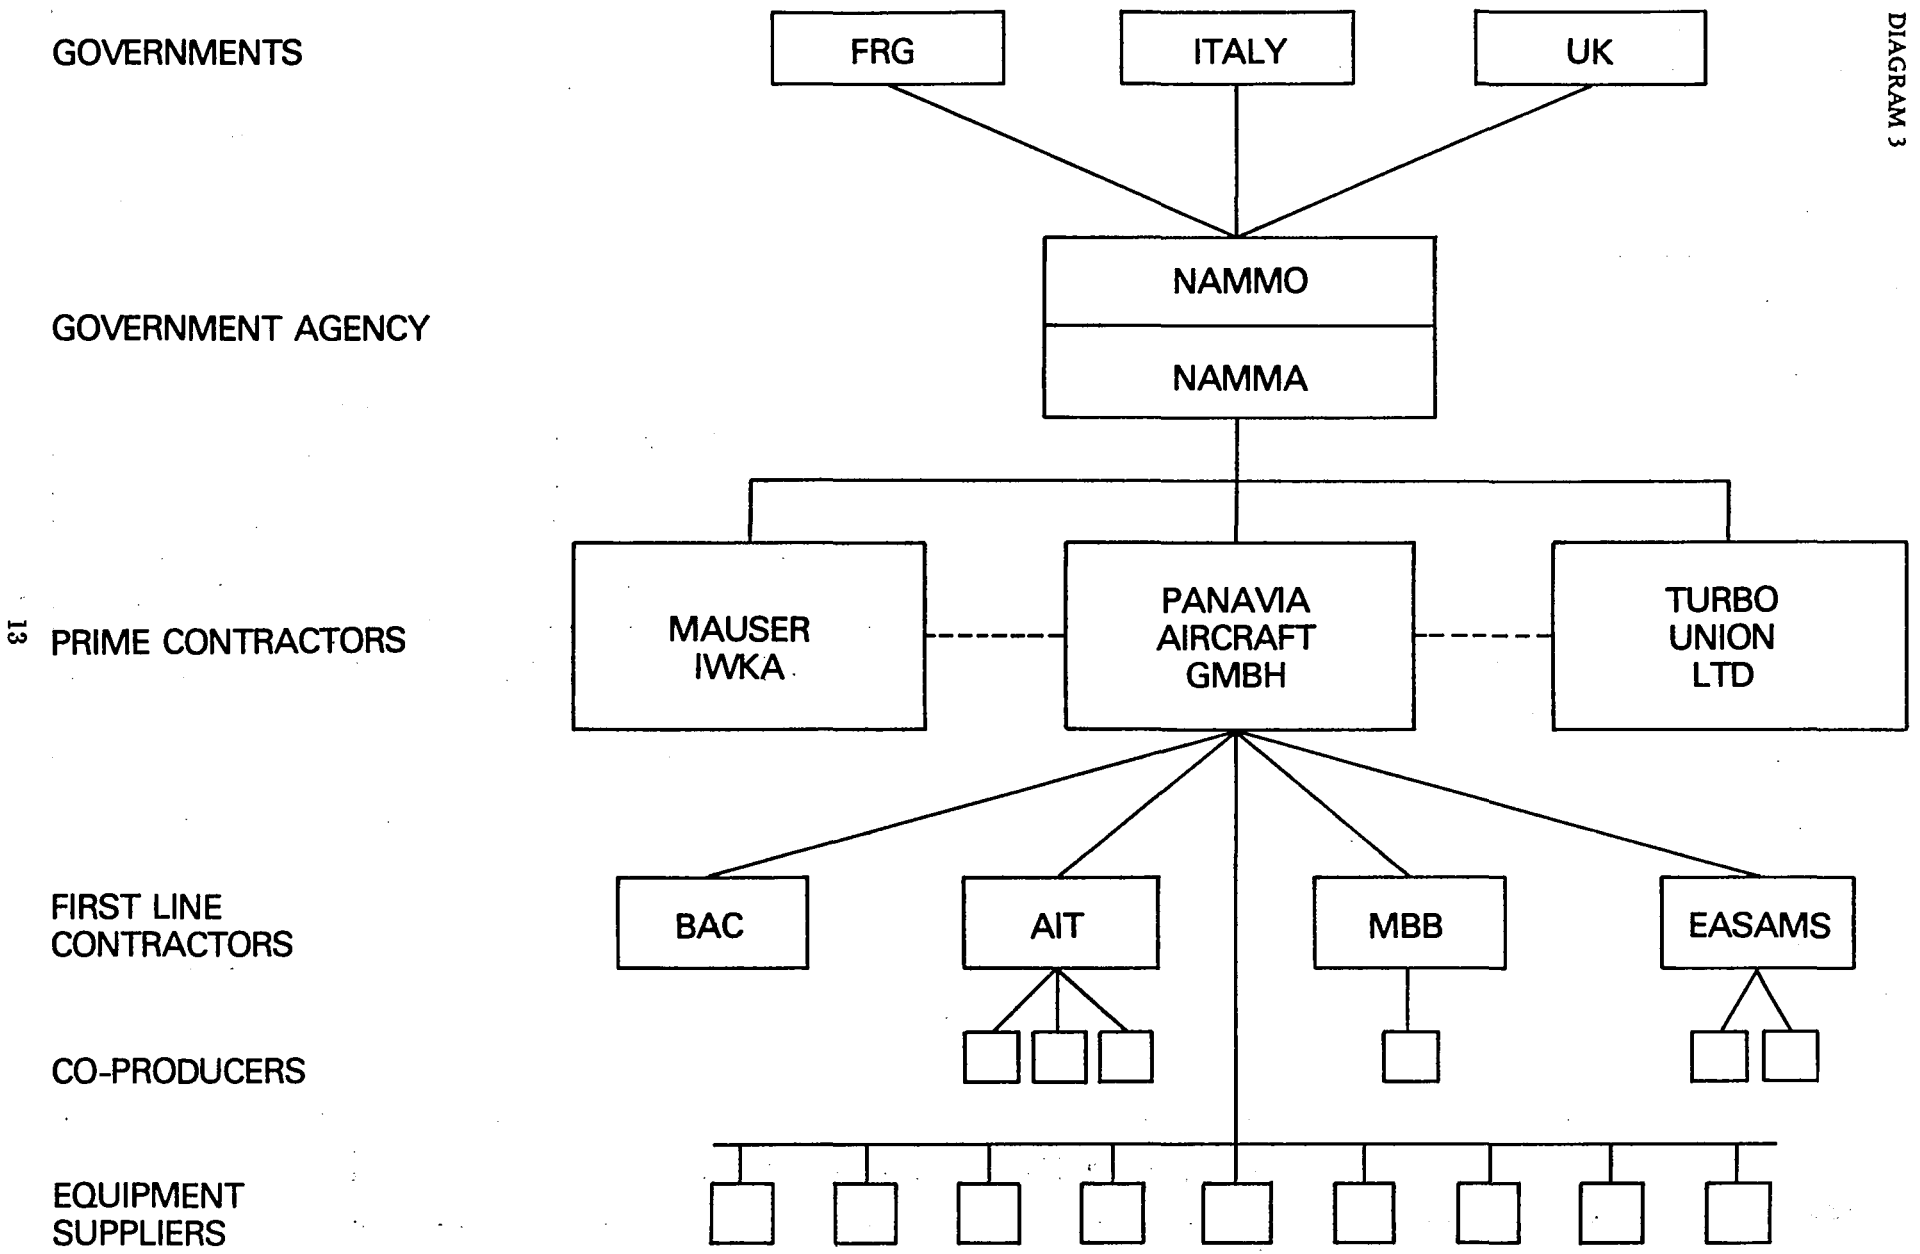 DIAGRAM 3
GOVERNMENTS
FRG
ITALY
UK
GOVERNMENT AGENCY
NAMMO
NAMMA
PRIME CONTRACTORS
MAUSER
IWKA
PANAVIA
AIRCRAFT
GMBH
TURBO
UNION
LTD
FIRST LINE
CONTRACTORS
BAC
AIT
MBB
EASAMS
CO-PRODUCERS
EQUIPMENT
SUPPLIERS
13